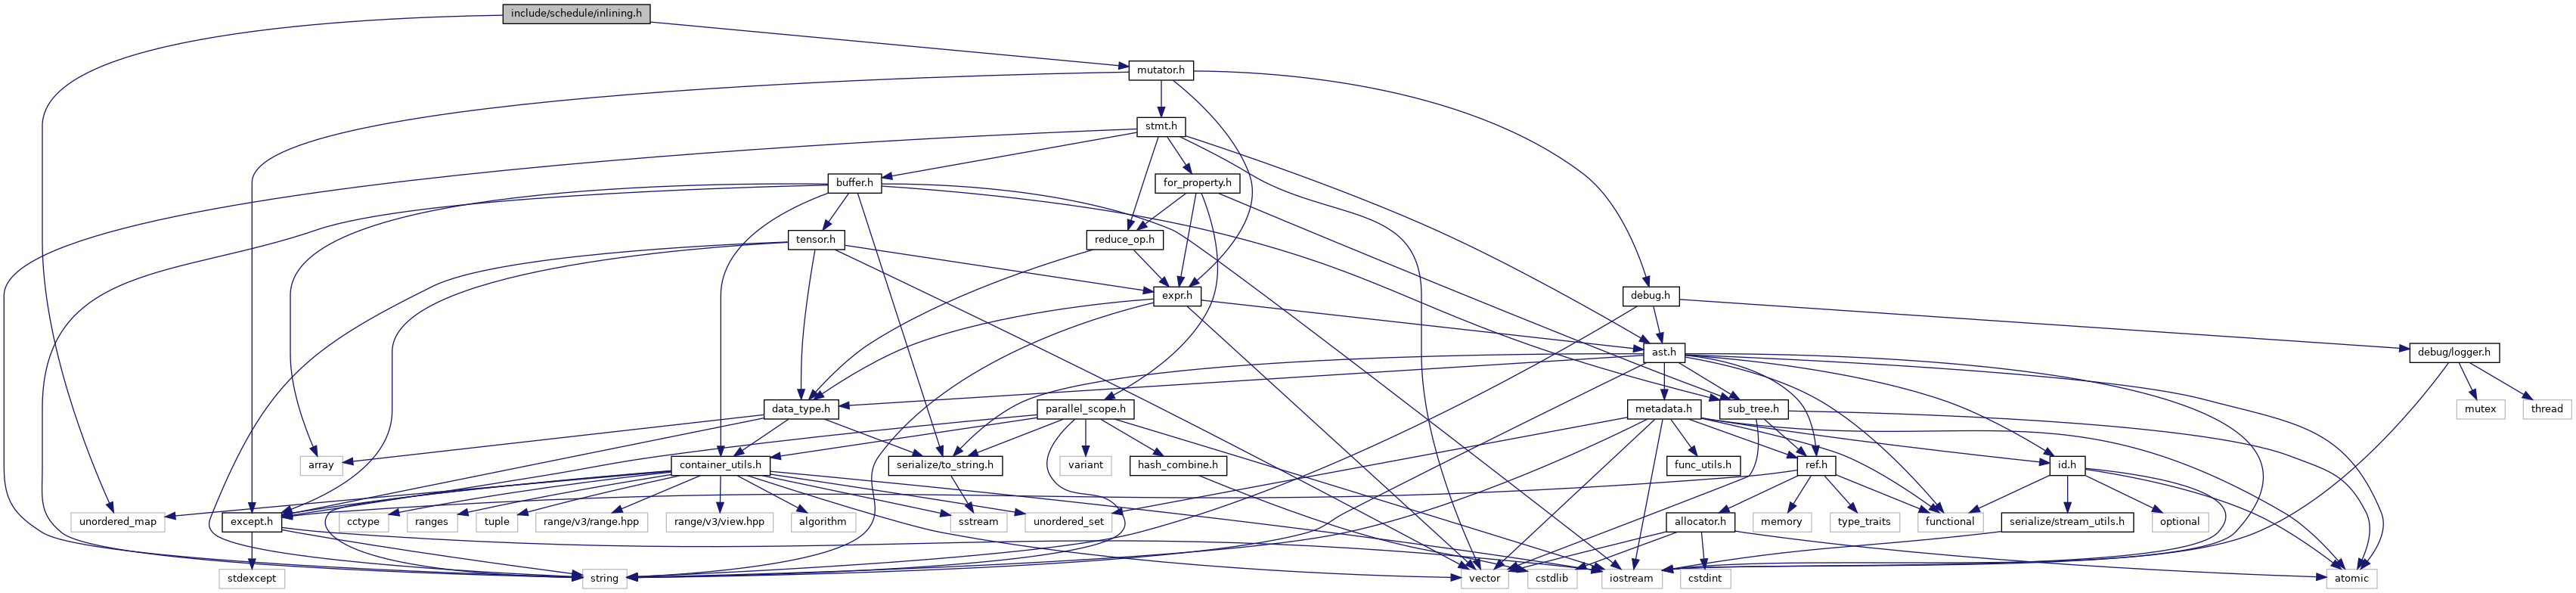 include/schedule/inlining.h
mutator.h
stmt.h
buffer.h
for_property.h
tensor.h
reduce_op.h
expr.h
debug.h
ast.h
debug/logger.h
data_type.h
parallel_scope.h
metadata.h
sub_tree.h
mutex
thread
array
container_utils.h
serialize/to_string.h
variant
hash_combine.h
func_utils.h
ref.h
id.h
unordered_map
except.h
cctype
ranges
tuple
range/v3/range.hpp
range/v3/view.hpp
algorithm
sstream
unordered_set
allocator.h
memory
type_traits
functional
serialize/stream_utils.h
optional
stdexcept
string
vector
cstdlib
iostream
cstdint
atomic